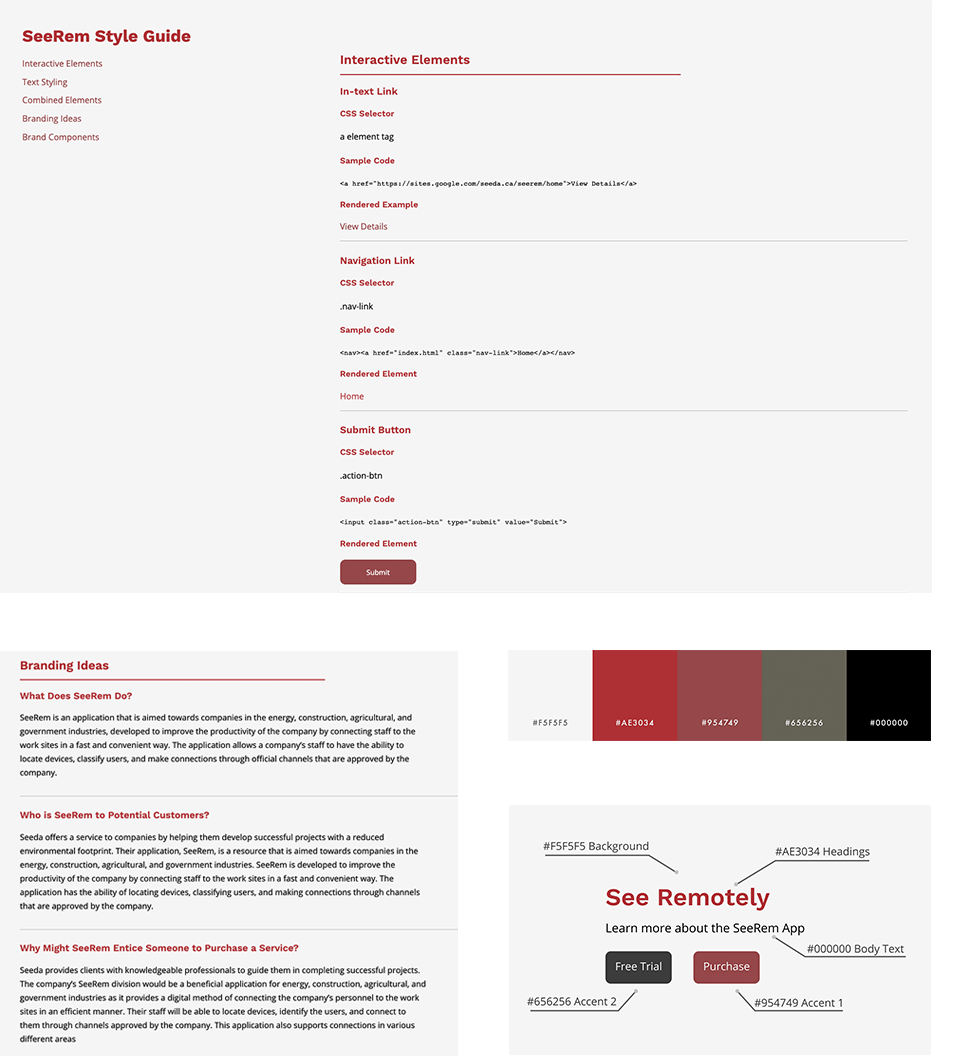 SeeRem Style Guide
Interactive Elements
Text Styling
Combined Elements
Branding Ideas
Brand Components
Interactive Elements
In-text Link
CSS Selector
a element tag
Sample Code
<a href="https://sites.google.com/seeda.ca/seerem/home">View Details</a>
Rendered Example
View Details
Navigation Link
CSS Selector
.nav-link
Sample Code
<nav><a href="index.html" class="nav-link">Home</a></nav>
Rendered Element
Home
Submit Button
CSS Selector
.action-btn
Sample Code
<input class="action-btn" type="submit" value="Submit">
Rendered Element
Submit
Branding Ideas
What Does SeeRem Do?
SeeRem is an application that is aimed towards companies in the energy, construction, agricultural, and
government industries, developed to improve the productivity of the company by connecting staff to the
work sites in a fast and convenient way. The application allows a company's staff to have the ability to
locate devices, classify users, and make connections through official channels that are approved by the
company.
Who is SeeRem to Potential Customers?
Seeda offers a service to companies by helping them develop successful projects with a reduced
environmental footprint. Their application, SeeRem, is a resource that is aimed towards companies in the
energy, construction, agricultural, and government industries. SeeRem is developed to improve the
productivity of the company by connecting staff to the work sites in a fast and convenient way. The
application has the ability of locating devices, classifying users, and making connections through channels
that are approved by the company.
Why Might SeeRem Entice Someone to Purchase a Service?
Seeda provides clients with knowledgeable professionals to guide them in completing successful projects.
The company's SeeRem division would be a beneficial application for energy, construction, agricultural, and
government industries as it provides a digital method of connecting the company's personnel to the work
sites in an efficient manner. Their staff will be able to locate devices, identify the users, and connect to
them through channels approved by the company. This application also supports connections in various
different areas
#F5F5F5
#AE3034
#954749
#656256
#000000
#F5F5F5 Background
#AE3034 Headings
See Remotely
Learn more about the SeeRem App
#000000 Body Text
Free Trial
Purchase
#656256 Accent 2
#954749 Accent 1